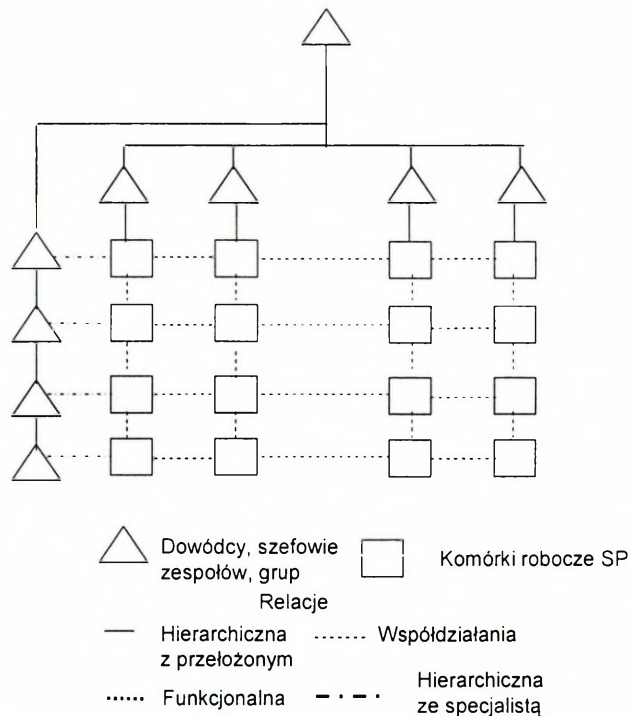 Dowódcy, szefowie
zespołów, grup
Komórki robocze SP
Relacje
Hierarchiczna
z przełożonym
Współdziałania
Funkcjonalna
Hierarchiczna
ze specjalistą